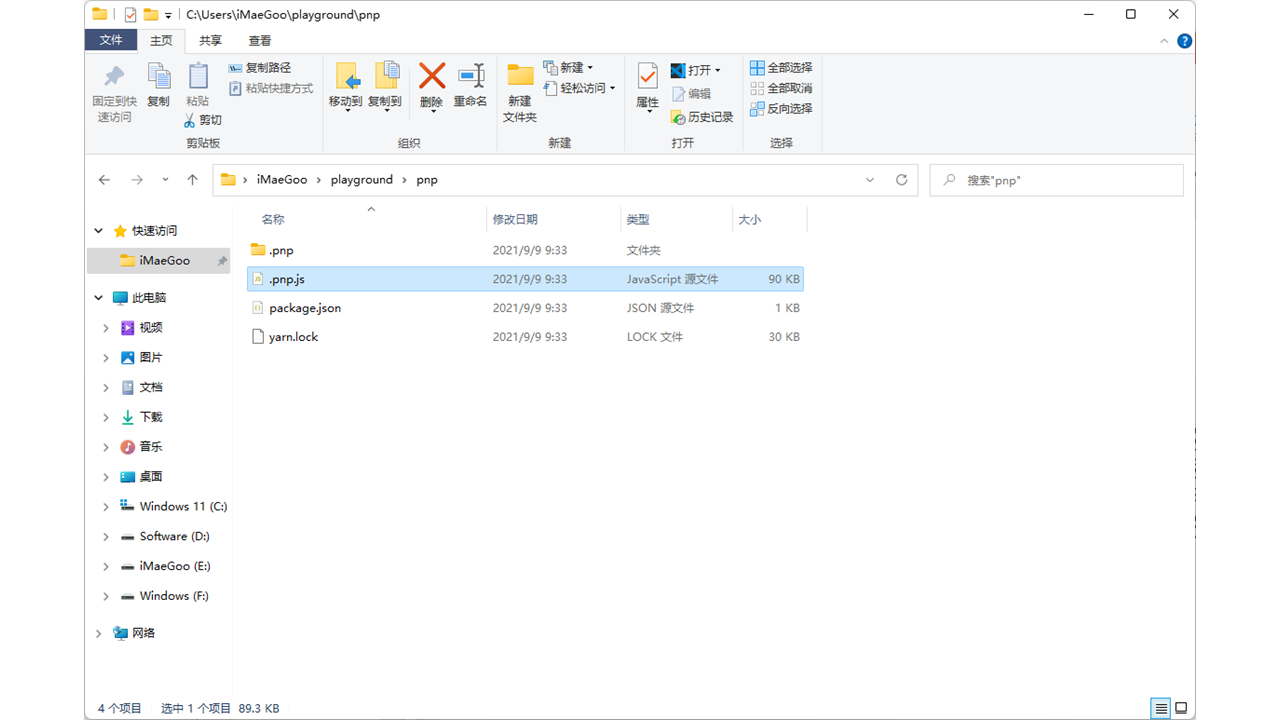 C:\Users\iMaeGoo\playground\pnp
文件 主页 共享 查看
固定到快速访问
复制
粘贴
复制路径
粘贴快捷方式
剪切
剪贴板
移动到
复制到
删除
重命名
组织
新建文件夹
新建
轻松访问
新建
属性
打开
编辑
历史记录
打开
全部选择
全部取消
反向选择
选择
iMaeGoo playground pnp
搜索"pnp"
名称 修改日期 类型 大小
.pnp 2021/9/9 9:33 文件夹
.pnp.js 2021/9/9 9:33 JavaScript 源文件 90 KB
package.json 2021/9/9 9:33 JSON 源文件 1 KB
yarn.lock 2021/9/9 9:33 LOCK 文件 30 KB
快速访问
iMaeGoo
此电脑
视频
图片
文档
下载
音乐
桌面
Windows 11 (C:)
Software (D:)
iMaeGoo (E:)
Windows (F:)
网络
4 个项目 选中 1 个项目 89.3 KB